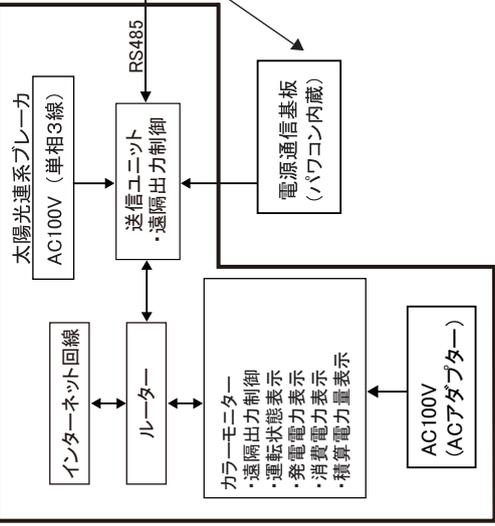 太陽光連系ブレーカ
AC100V（単相３線）
RS485
送信ユニット
・遠隔出力制御
電源通信基板
（パワコン内蔵）
インターネット回線
ルーター
カラーモニター
・遠隔出力制御
・運転状態表示
・発電電力表示
・消費電力表示
・積算電力量表示
AC100V
（ACアダプター）